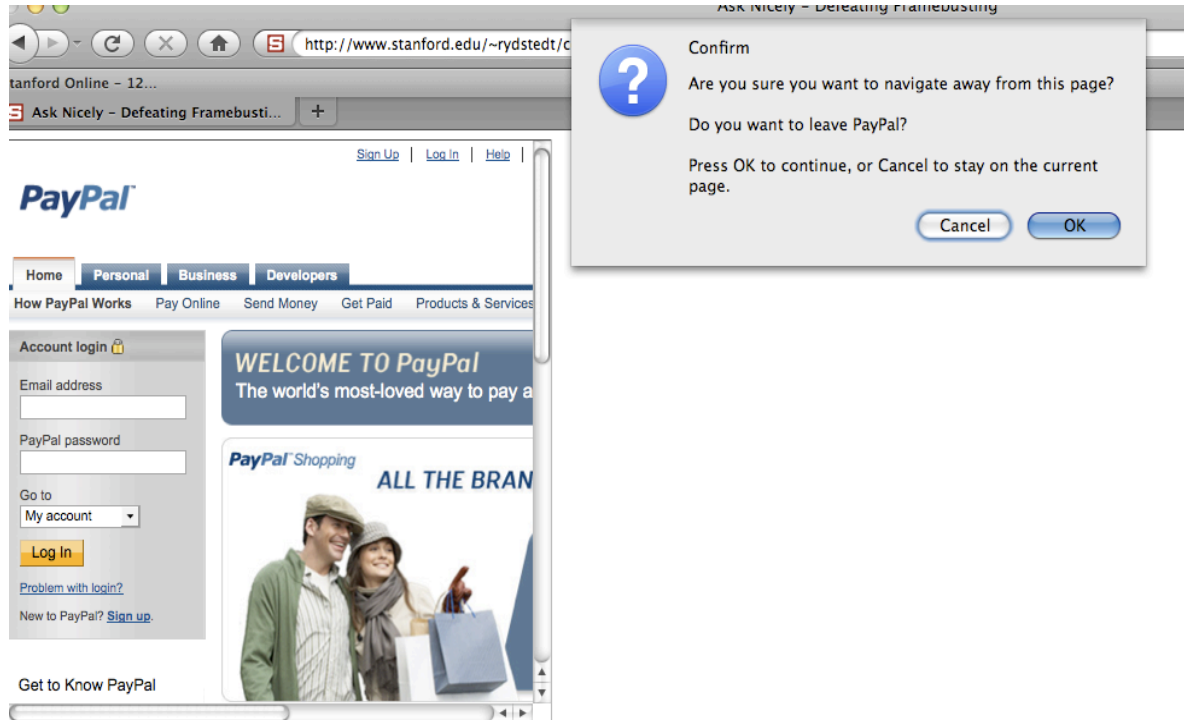 Ask Nicely – Defeating Framebusting
http://www.stanford.edu/~rydstedt/c
tanford Online – 12...
Ask Nicely – Defeating Framebusti...
+
Confirm
Are you sure you want to navigate away from this page?
Do you want to leave PayPal?
Press OK to continue, or Cancel to stay on the current
page.
Cancel OK
Sign Up | Log In | Help |
PayPal
Home Personal Business Developers
How PayPal Works Pay Online Send Money Get Paid Products & Services
Account login
Email address
PayPal password
Go to
My account
Log In
Problem with login?
New to PayPal? Sign up.
Get to Know PayPal
WELCOME TO PayPal
The world's most-loved way to pay a
PayPal Shopping
ALL THE BRAN